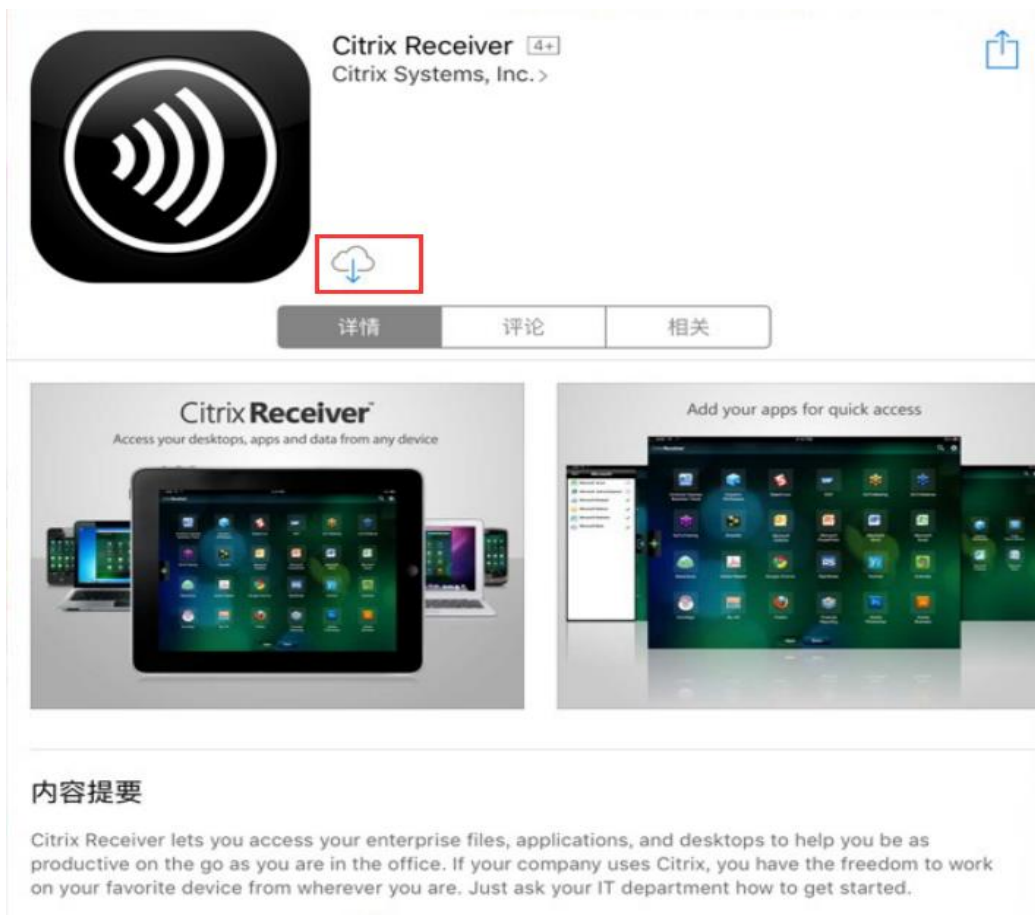 Citrix Receiver 4+
Citrix Systems, Inc. >
详情 评论 相关
Citrix Receiver™
Access your desktops, apps and data from any device
Add your apps for quick access
内容提要
Citrix Receiver lets you access your enterprise files, applications, and desktops to help you be as
productive on the go as you are in the office. If your company uses Citrix, you have the freedom to work
on your favorite device from wherever you are. Just ask your IT department how to get started.